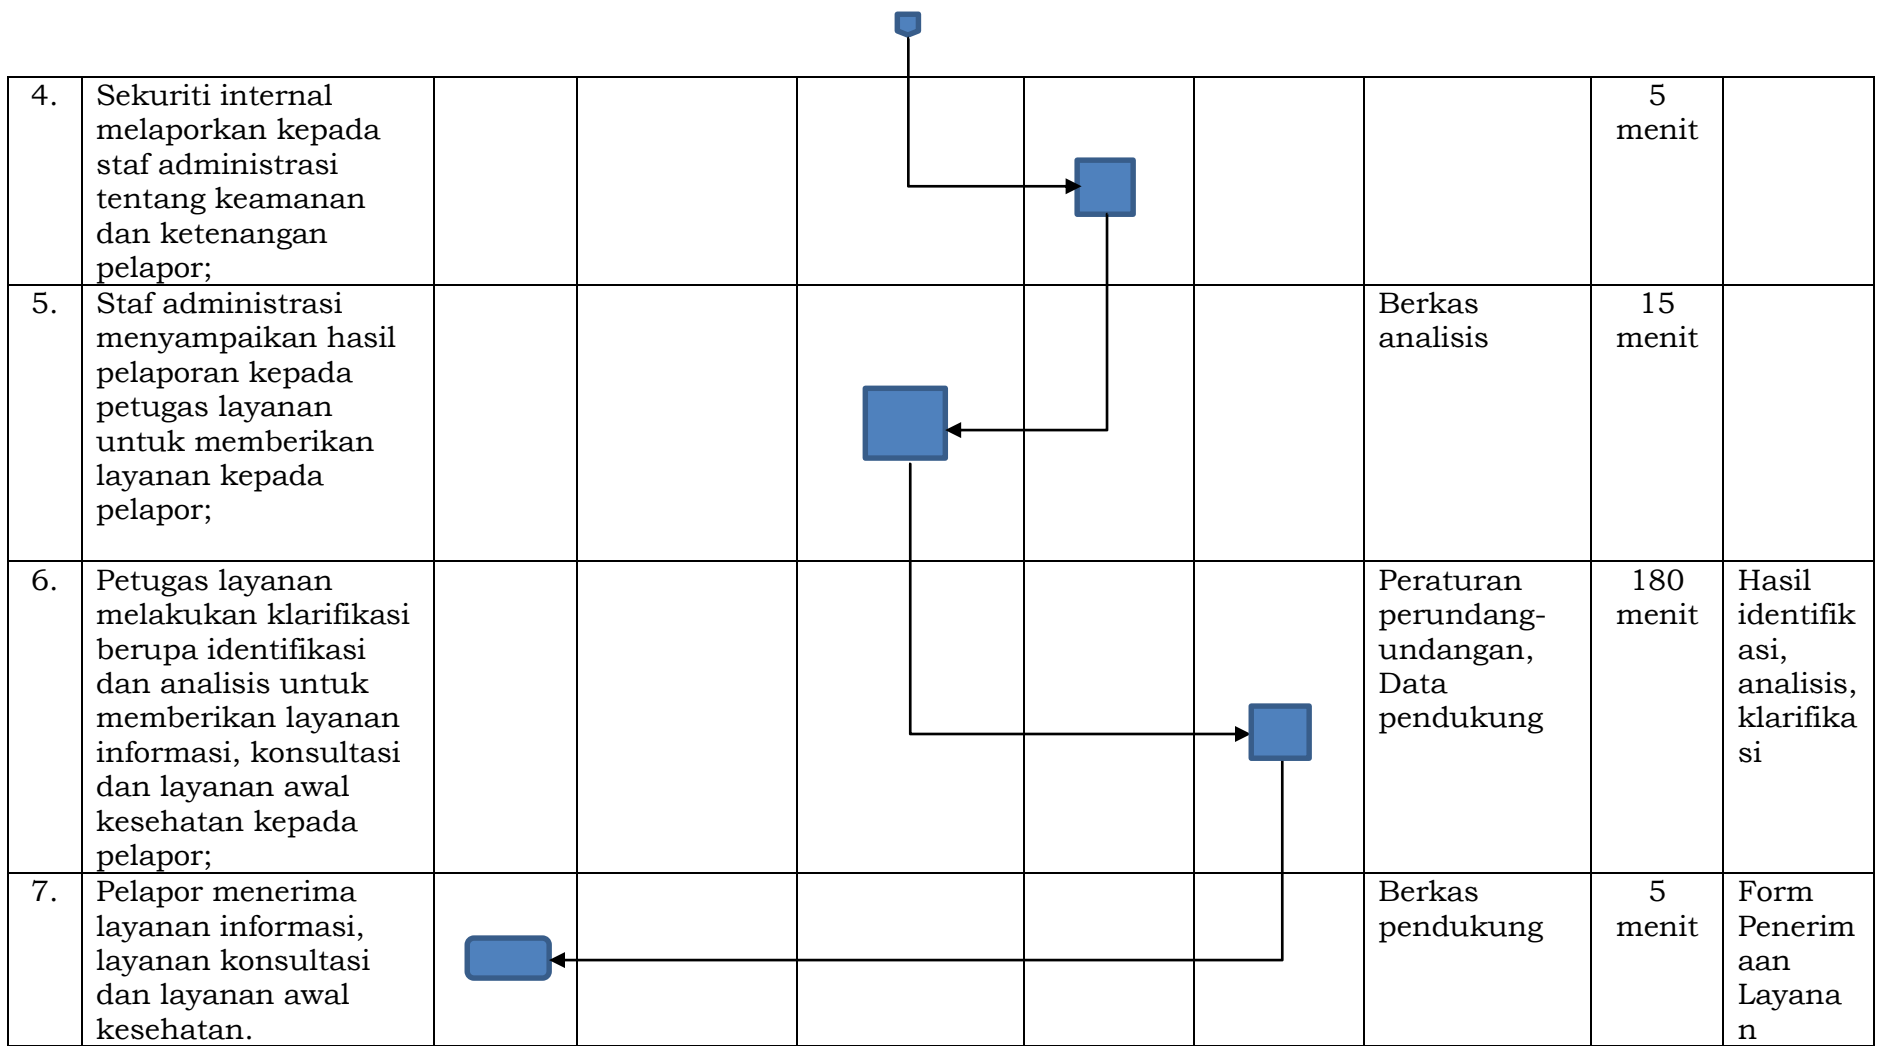 4.
Sekuriti internal
melaporkan kepada
staf administrasi
tentang keamanan
dan ketenangan
pelapor;
5
menit
5.
Staf administrasi
menyampaikan hasil
pelaporan kepada
petugas layanan
untuk memberikan
layanan kepada
pelapor;
Berkas
analisis
15
menit
6.
Petugas layanan
melakukan klarifikasi
berupa identifikasi
dan analisis untuk
memberikan layanan
informasi, konsultasi
dan layanan awal
kesehatan kepada
pelapor;
Peraturan
perundang-
undangan,
Data
pendukung
180
menit
Hasil
identifik
asi,
analisis,
klarifika
si
7.
Pelapor menerima
layanan informasi,
layanan konsultasi
dan layanan awal
kesehatan.
Berkas
pendukung
5
menit
Form
Penerim
aan
Layana
n